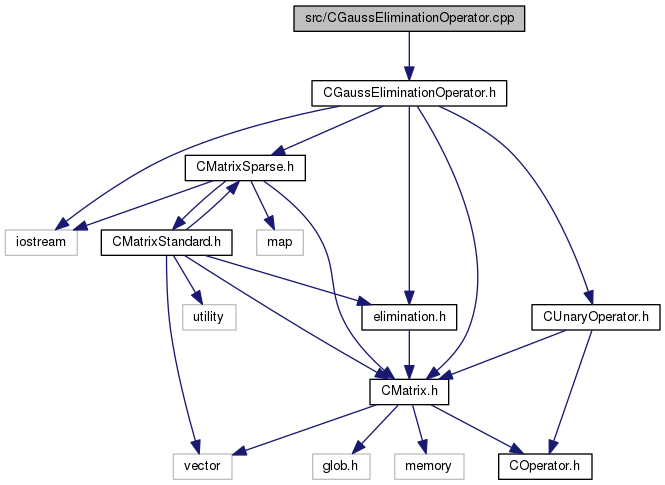 src/CGaussEliminationOperator.cpp
CGaussEliminationOperator.h
CMatrixSparse.h
iostream
CMatrixStandard.h
map
utility
elimination.h
CUnaryOperator.h
CMatrix.h
vector
glob.h
memory
COperator.h